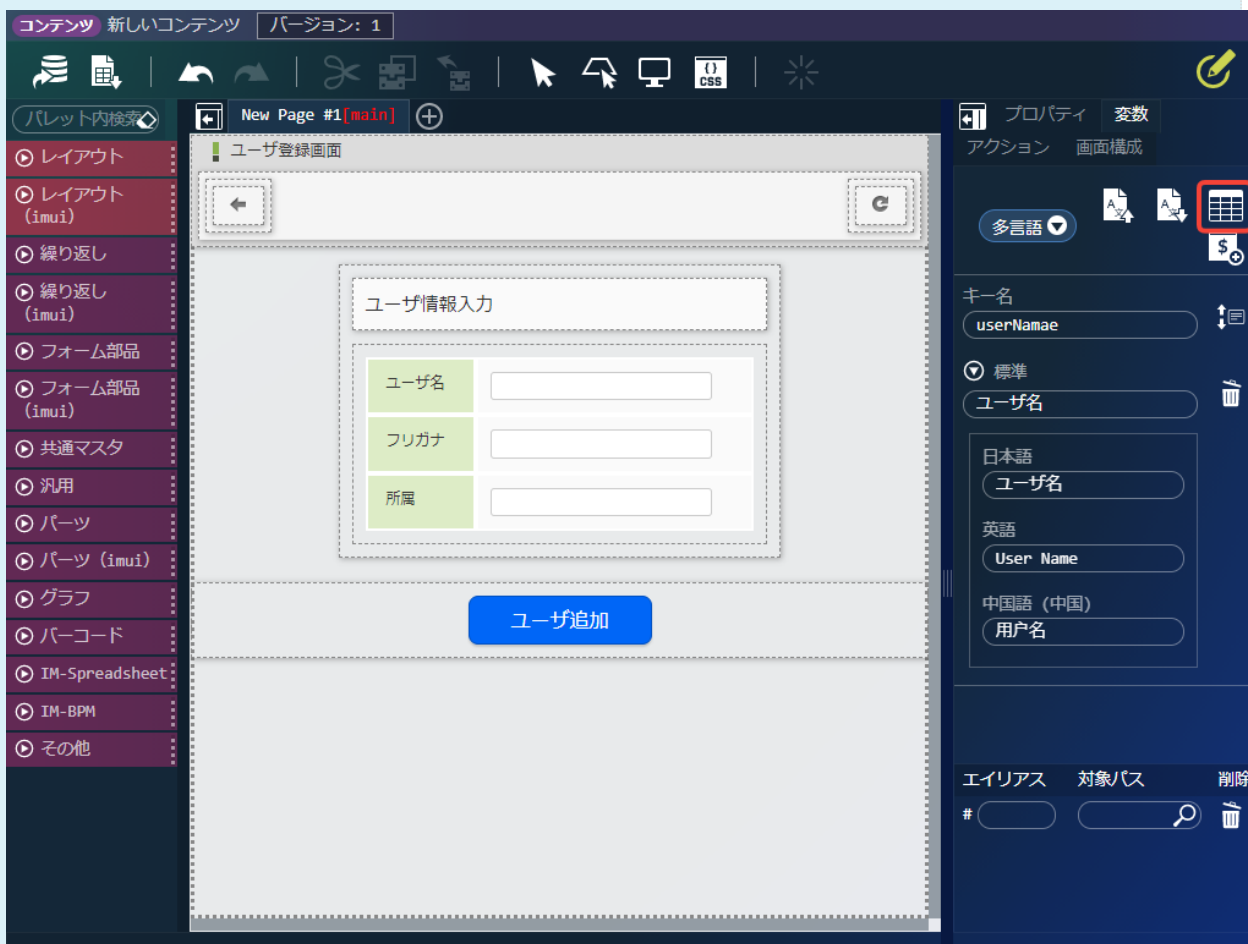 コンテンツ 新しいコンテンツ バージョン: 1
{} CSS
パレット内検索
New Page #1[main]
プロパティ 変数
アクション 画面構成
レイアウト
レイアウト
(imui)
繰り返し
繰り返し
(imui)
フォーム部品
フォーム部品
(imui)
共通マスタ
汎用
パーツ
パーツ (imui)
グラフ
バーコード
IM-Spreadsheet
IM-BPM
その他
ユーザ登録画面
ユーザ情報入力
ユーザ名
フリガナ
所属
ユーザ追加
多言語
キー名
userNamae
標準
ユーザ名
日本語
ユーザ名
英語
User Name
中国語 (中国)
用户名
エイリアス 対象パス 削除
#